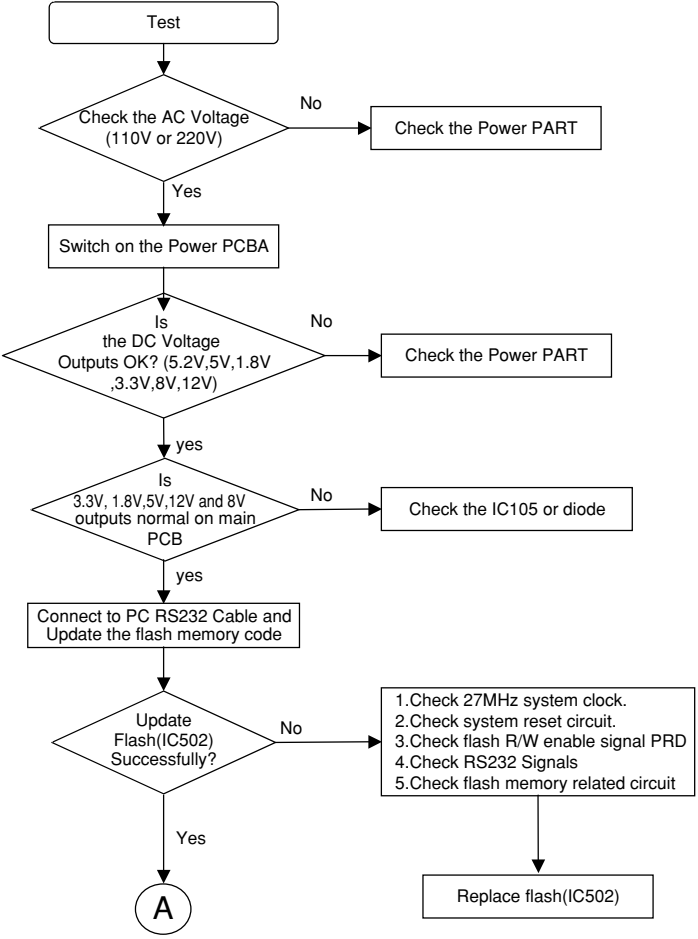 Test
Check the AC Voltage
(110V or 220V)
No
Check the Power PART
Yes
Switch on the Power PCBA
Is
the DC Voltage
Outputs OK? (5.2V,5V,1.8V
,3.3V,8V,12V)
No
Check the Power PART
yes
Is
3.3V, 1.8V,5V,12V and 8V
outputs normal on main
PCB
No
Check the IC105 or diode
yes
Connect to PC RS232 Cable and
Update the flash memory code
Update
Flash(IC502)
Successfully?
No
1.Check 27MHz system clock.
2.Check system reset circuit.
3.Check flash R/W enable signal PRD
4.Check RS232 Signals
5.Check flash memory related circuit
Yes
Replace flash(IC502)
A